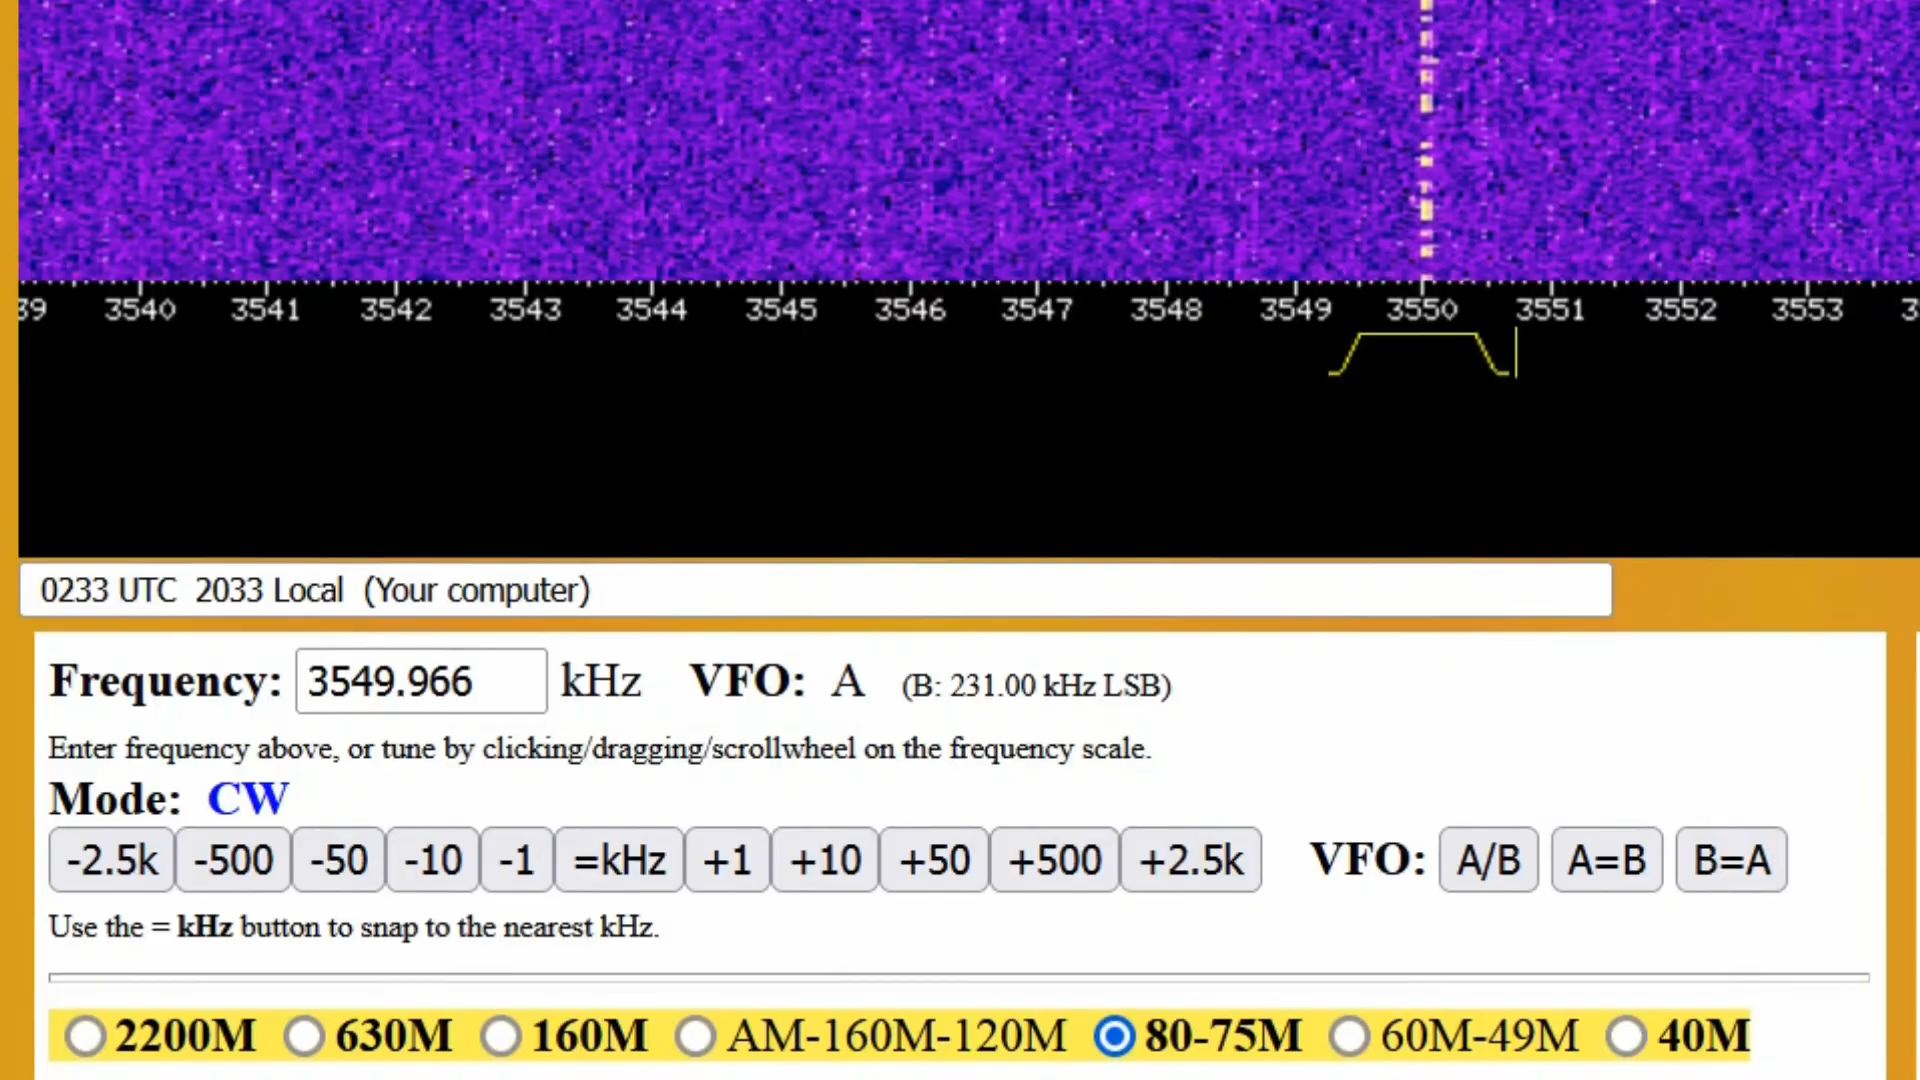 39 3540 3541 3542 3543 3544 3545 3546 3547 3548 3549 3550 3551 3552 3553 3
0233 UTC 2033 Local (Your computer)
Frequency: 3549.966 kHz VFO: A (B: 231.00 kHz LSB)
Enter frequency above, or tune by clicking/dragging/scrollwheel on the frequency scale.
Mode: CW
-2.5k -500 -50 -10 -1 =kHz +1 +10 +50 +500 +2.5k VFO: A/B A=B B=A
Use the = kHz button to snap to the nearest kHz.
2200M 630M 160M AM-160M-120M 80-75M 60M-49M 40M